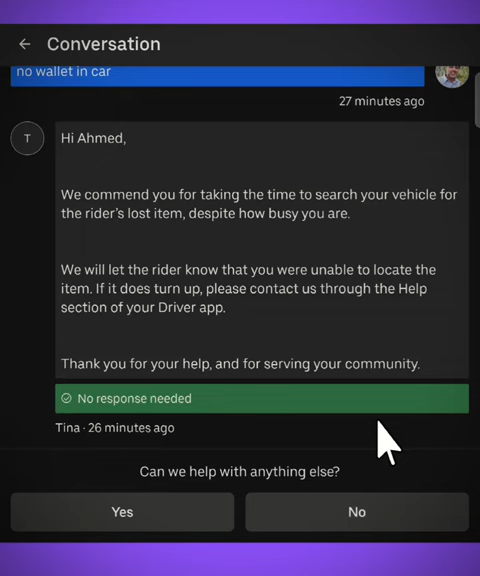 Conversation
no wallet in car
27 minutes ago
T
Hi Ahmed,
We commend you for taking the time to search your vehicle for
the rider's lost item, despite how busy you are.
We will let the rider know that you were unable to locate the
item. If it does turn up, please contact us through the Help
section of your Driver app.
Thank you for your help, and for serving your community.
No response needed
Tina · 26 minutes ago
Can we help with anything else?
Yes
No